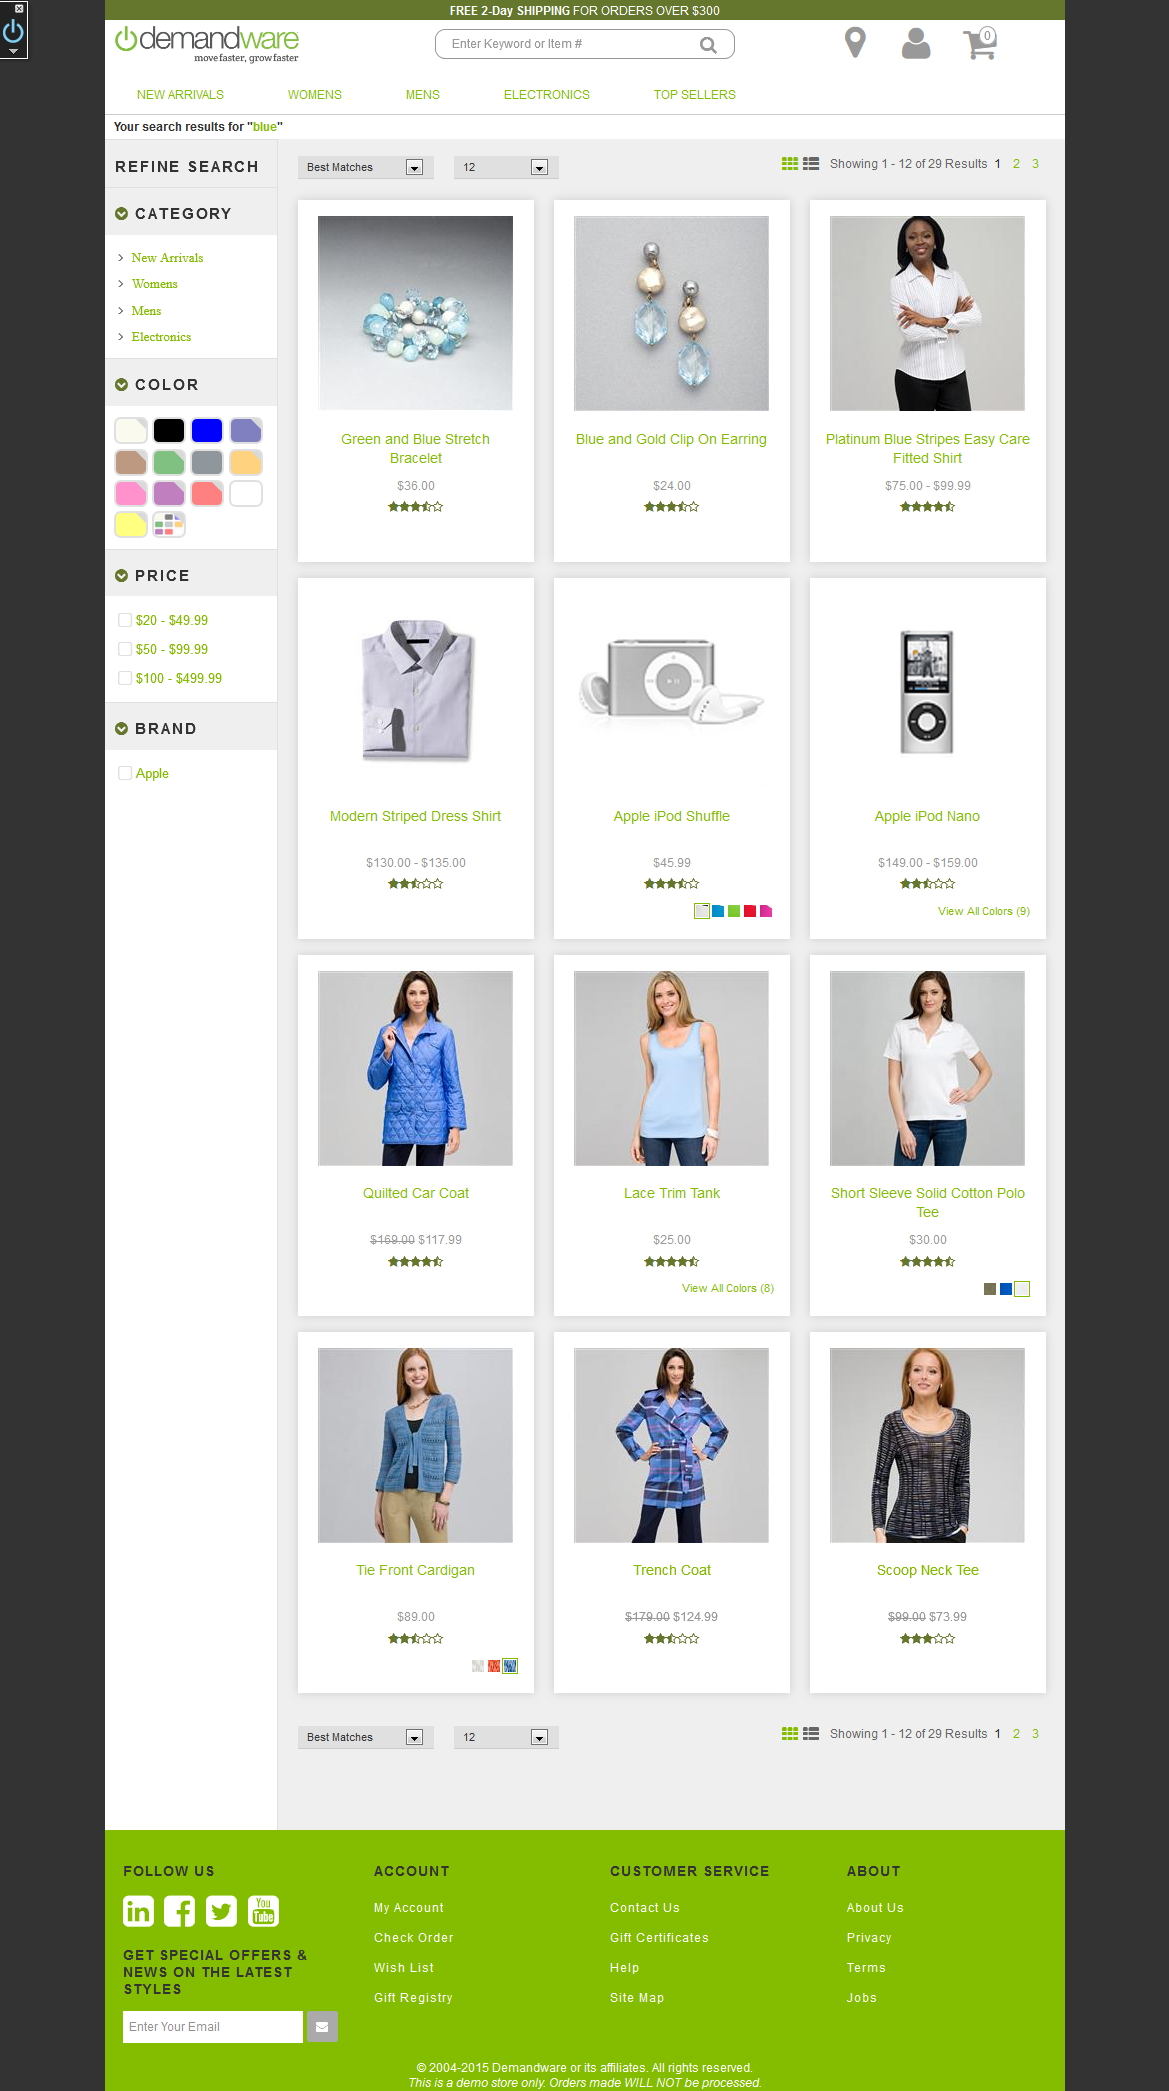 FREE 2-Day SHIPPING FOR ORDERS OVER $300
demandware
move faster, grow faster
Enter Keyword or Item #
0
NEW ARRIVALS WOMENS MENS ELECTRONICS TOP SELLERS
Your search results for "blue"
REFINE SEARCH
CATEGORY
New Arrivals
Womens
Mens
Electronics
COLOR
PRICE
$20 - $49.99
$50 - $99.99
$100 - $499.99
BRAND
Apple
Best Matches 12 Showing 1 - 12 of 29 Results 1 2 3
Green and Blue Stretch
Bracelet
$36.00
Blue and Gold Clip On Earring
$24.00
Platinum Blue Stripes Easy Care
Fitted Shirt
$75.00 - $99.99
Modern Striped Dress Shirt
$130.00 - $135.00
Apple iPod Shuffle
$45.99
Apple iPod Nano
$149.00 - $159.00
View All Colors (9)
Quilted Car Coat
$169.00 $117.99
Lace Trim Tank
$25.00
View All Colors (8)
Short Sleeve Solid Cotton Polo
Tee
$30.00
Tie Front Cardigan
$89.00
Trench Coat
$179.00 $124.99
Scoop Neck Tee
$99.00 $73.99
Best Matches 12 Showing 1 - 12 of 29 Results 1 2 3
FOLLOW US
in f You Tube
GET SPECIAL OFFERS &
NEWS ON THE LATEST
STYLES
Enter Your Email
ACCOUNT
My Account
Check Order
Wish List
Gift Registry
CUSTOMER SERVICE
Contact Us
Gift Certificates
Help
Site Map
ABOUT
About Us
Privacy
Terms
Jobs
© 2004-2015 Demandware or its affiliates. All rights reserved.
This is a demo store only. Orders made WILL NOT be processed.